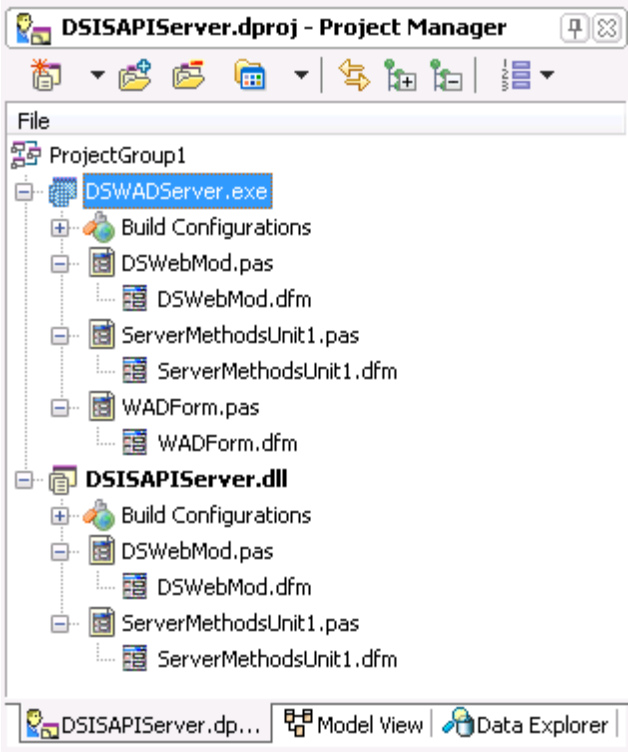 DSISAPIServer.dproj - Project Manager
File
ProjectGroup1
DSWADServer.exe
Build Configurations
DSWebMod.pas
DSWebMod.dfm
ServerMethodsUnit1.pas
ServerMethodsUnit1.dfm
WADForm.pas
WADForm.dfm
DSISAPIServer.dll
Build Configurations
DSWebMod.pas
DSWebMod.dfm
ServerMethodsUnit1.pas
ServerMethodsUnit1.dfm
DSISAPIServer.dp... Model View Data Explorer